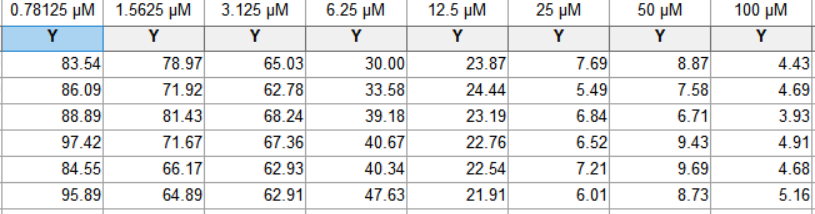 0.78125 µM 1.5625 µM 3.125 µM 6.25 µM 12.5 µM 25 µM 50 µM 100 µM
Y Y Y Y Y Y Y Y
83.54 78.97 65.03 30.00 23.87 7.69 8.87 4.43
86.09 71.92 62.78 33.58 24.44 5.49 7.58 4.69
88.89 81.43 68.24 39.18 23.19 6.84 6.71 3.93
97.42 71.67 67.36 40.67 22.76 6.52 9.43 4.91
84.55 66.17 62.93 40.34 22.54 7.21 9.69 4.68
95.89 64.89 62.91 47.63 21.91 6.01 8.73 5.16